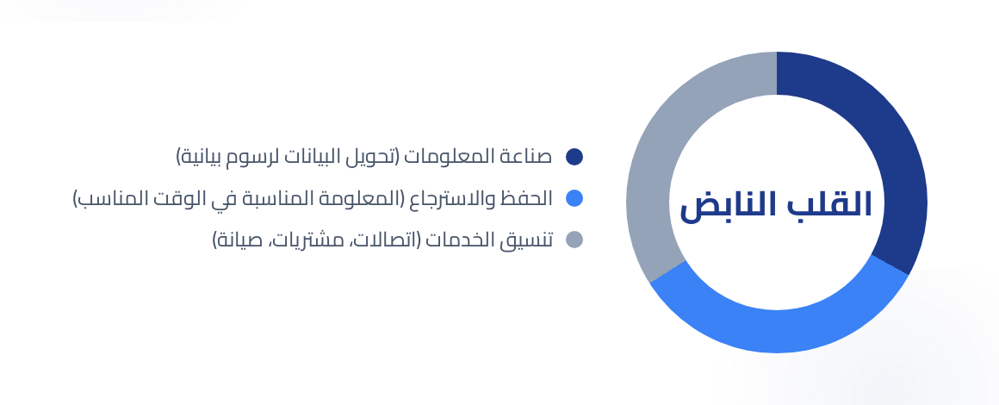 القلب النابض
صناعة المعلومات (تحويل البيانات لرسوم بيانية)
الحفظ والاسترجاع (المعلومة المناسبة في الوقت المناسب)
تنسيق الخدمات (اتصالات، مشتريات، صيانة)